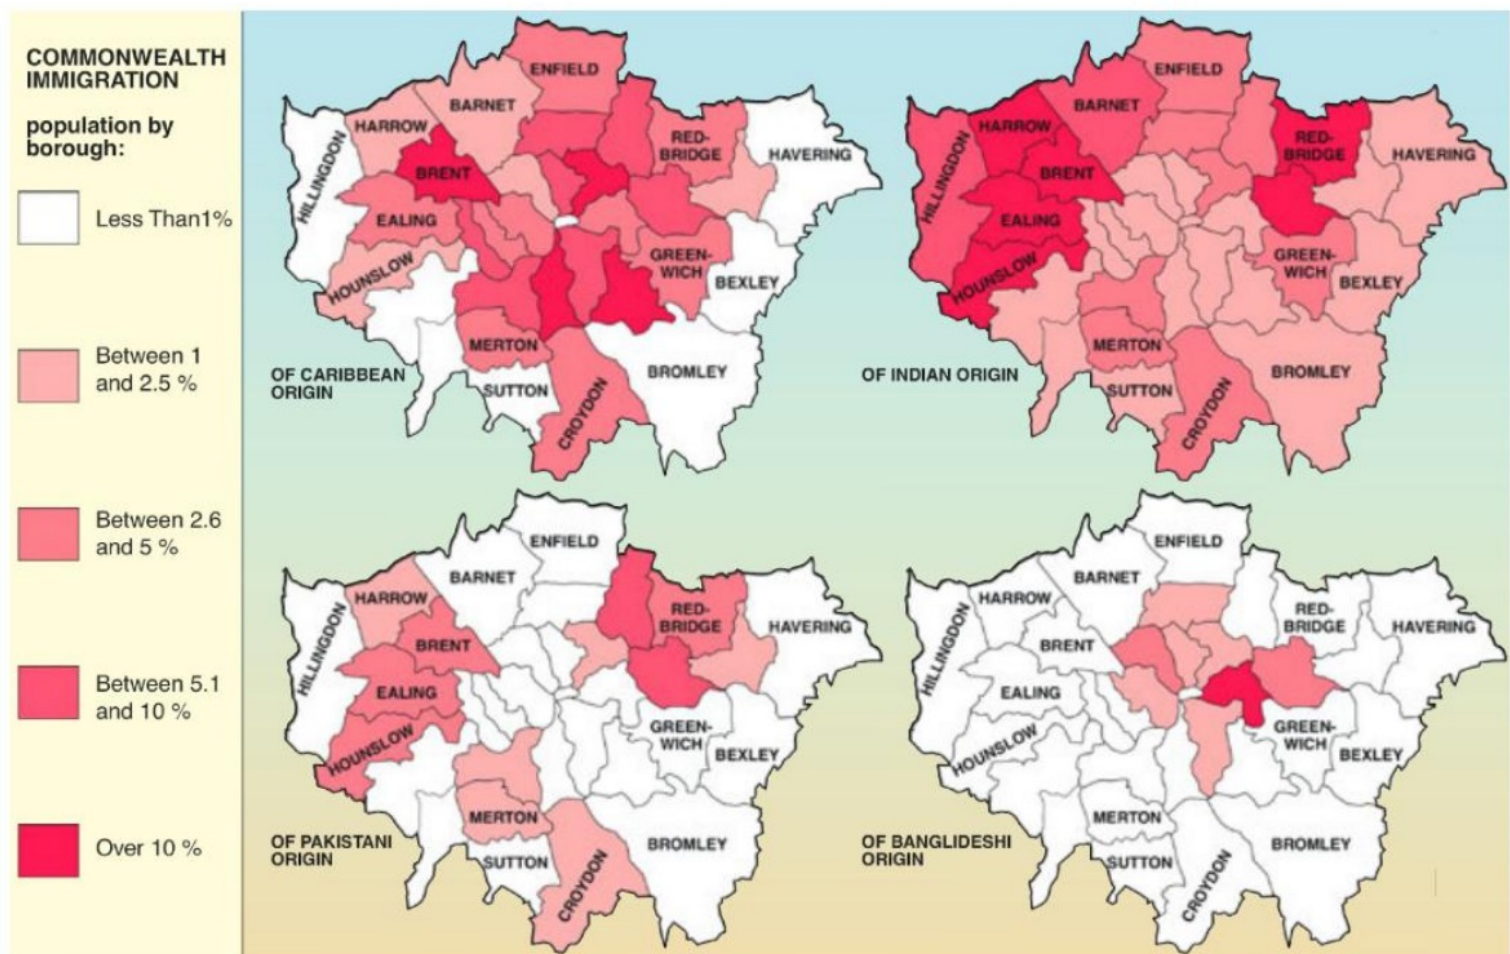 COMMONWEALTH
IMMIGRATION
population by
borough:
Less Than1%
Between 1
and 2.5 %
Between 2.6
and 5 %
Between 5.1
and 10 %
Over 10 %
ENFIELD
BARNET
HARROW
RED-
BRIDGE
HAVERING
HILLINGDON
BRENT
EALING
HOUNSLOW
GREEN-
WICH
BEXLEY
MERTON
SUTTON
CROYDON
BROMLEY
OF CARIBBEAN
ORIGIN
ENFIELD
BARNET
HARROW
RED-
BRIDGE
HAVERING
HILLINGDON
BRENT
EALING
HOUNSLOW
GREEN-
WICH
BEXLEY
MERTON
SUTTON
CROYDON
BROMLEY
OF INDIAN ORIGIN
ENFIELD
BARNET
HARROW
RED-
BRIDGE
HAVERING
HILLINGDON
BRENT
EALING
HOUNSLOW
GREEN-
WICH
BEXLEY
MERTON
SUTTON
CROYDON
BROMLEY
OF PAKISTANI
ORIGIN
ENFIELD
BARNET
HARROW
RED-
BRIDGE
HAVERING
HILLINGDON
BRENT
EALING
HOUNSLOW
GREEN-
WICH
BEXLEY
MERTON
SUTTON
CROYDON
BROMLEY
OF BANGLIDESHI
ORIGIN